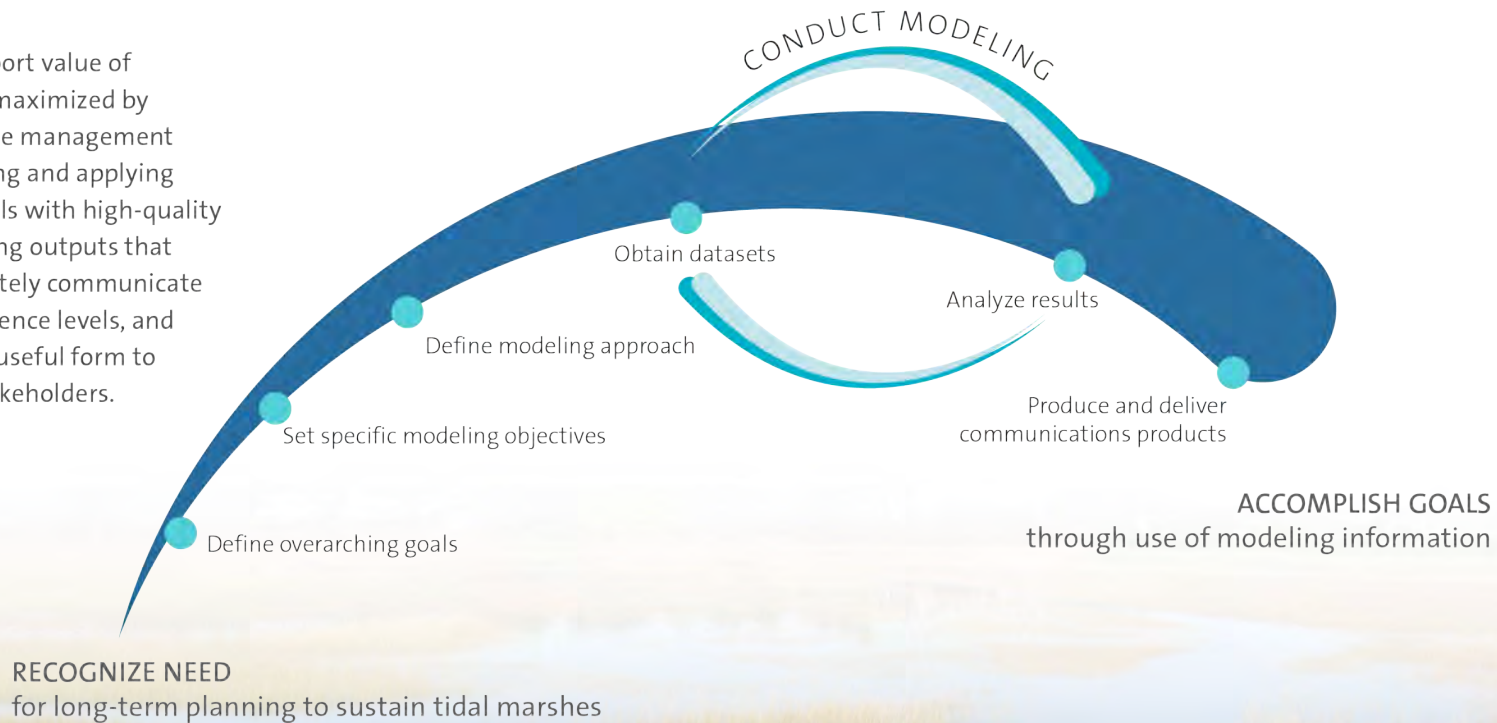 port value of
maximized by
e management
ng and applying
ls with high-quality
ng outputs that
tely communicate
ence levels, and
useful form to
keholders.
CONDUCT MODELING
Obtain datasets
Analyze results
Define modeling approach
Produce and deliver
communications products
Set specific modeling objectives
ACCOMPLISH GOALS
through use of modeling information
Define overarching goals
RECOGNIZE NEED
for long-term planning to sustain tidal marshes